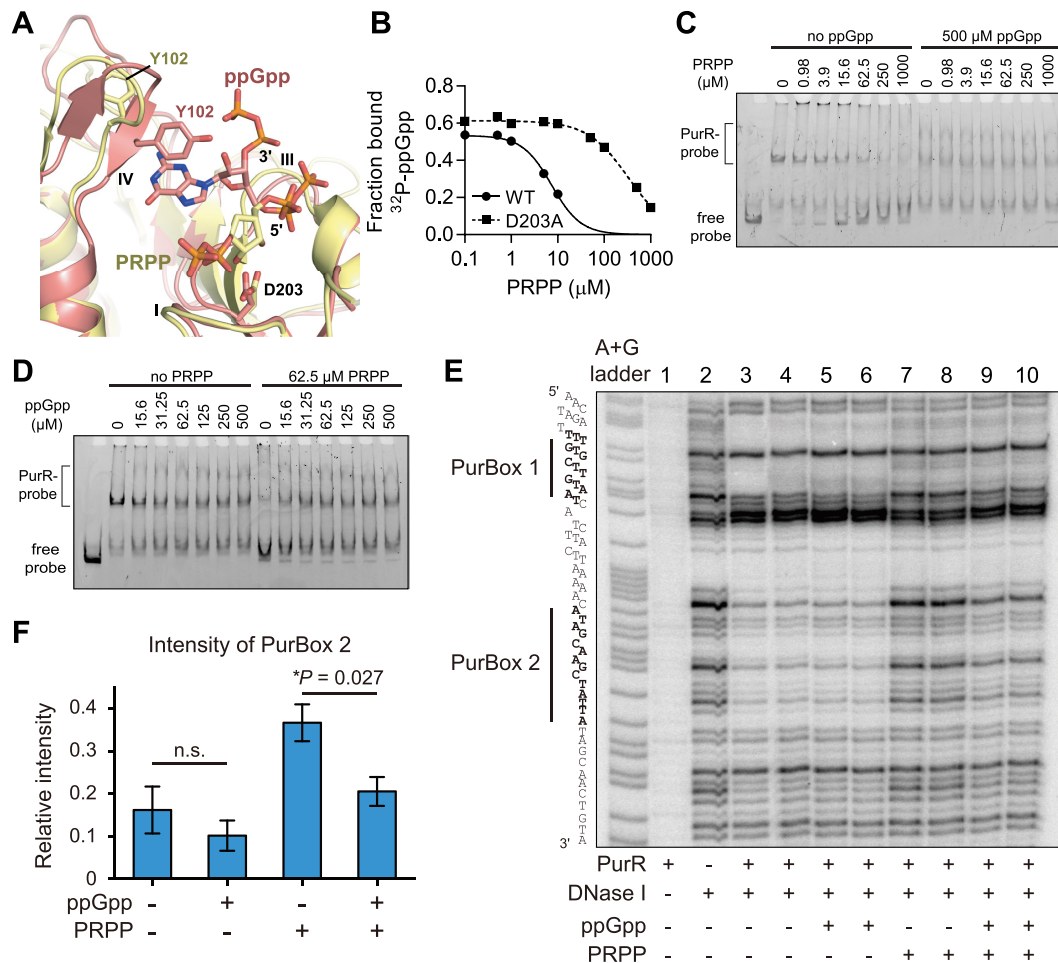 A
Y102
ppGpp
Y102
3'
III
IV
5'
PRPP
D203
I
B
Fraction bound
³²P-ppGpp
0.8
0.6
0.4
0.2
0.0
WT
D203A
0.1
1
10
100
1000
PRPP (µM)
C
no ppGpp
500 µM ppGpp
PRPP
(µM)
0
0.98
3.9
15.6
62.5
250
1000
0
0.98
3.9
15.6
62.5
250
1000
PurR-
probe
free
probe
D
no PRPP
62.5 µM PRPP
ppGpp
(µM)
0
15.6
31.25
62.5
125
250
500
0
15.6
31.25
62.5
125
250
500
PurR-
probe
free
probe
E
A+G
ladder
1 2 3 4 5 6 7 8 9 10
5'
PurBox 1
PurBox 2
3'
PurR + - + + + + + + + +
DNase I - + + + + + + + + +
ppGpp - - - - + + - - + +
PRPP - - - - - - + + + +
F
Intensity of PurBox 2
*P = 0.027
n.s.
Relative intensity
0.4
0.3
0.2
0.1
0
ppGpp - + - +
PRPP - - + +